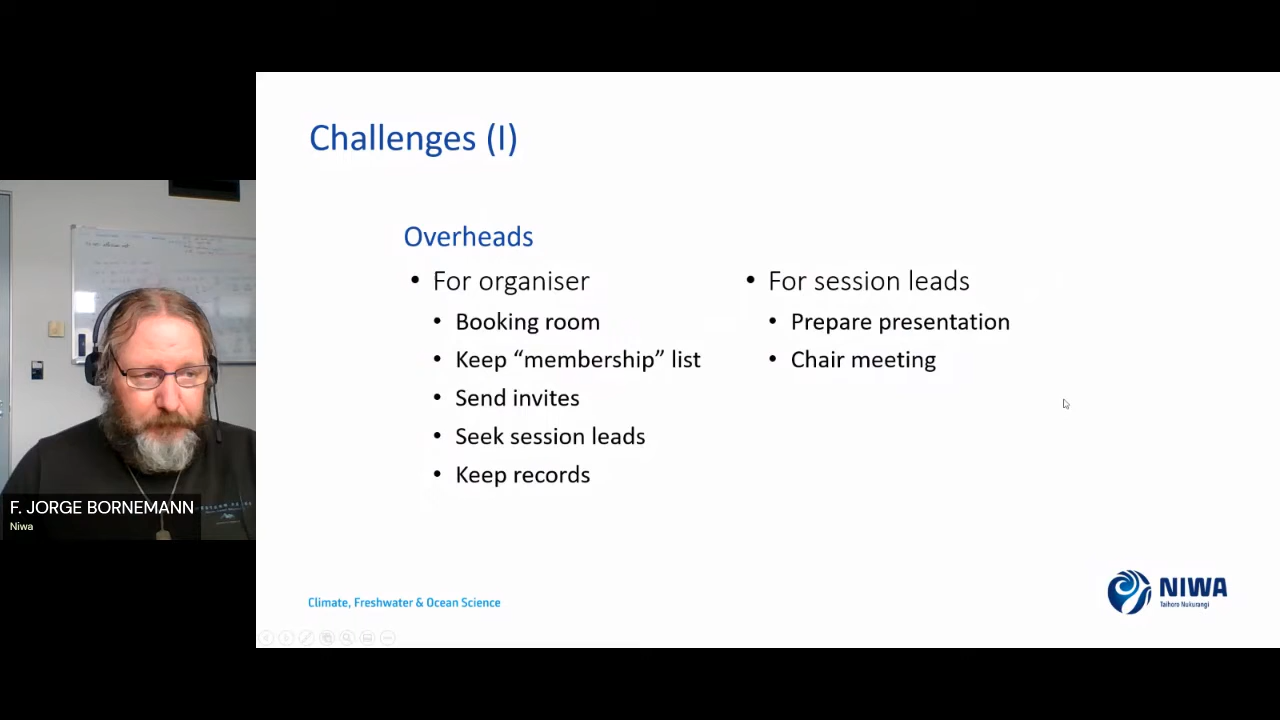 Challenges (I)
Overheads
• For organiser
• Booking room
• Keep “membership” list
• Send invites
• Seek session leads
• Keep records
• For session leads
• Prepare presentation
• Chair meeting
F. JORGE BORNEMANN
Niwa
Climate, Freshwater & Ocean Science
NIWA
Taihoro Nukurangi